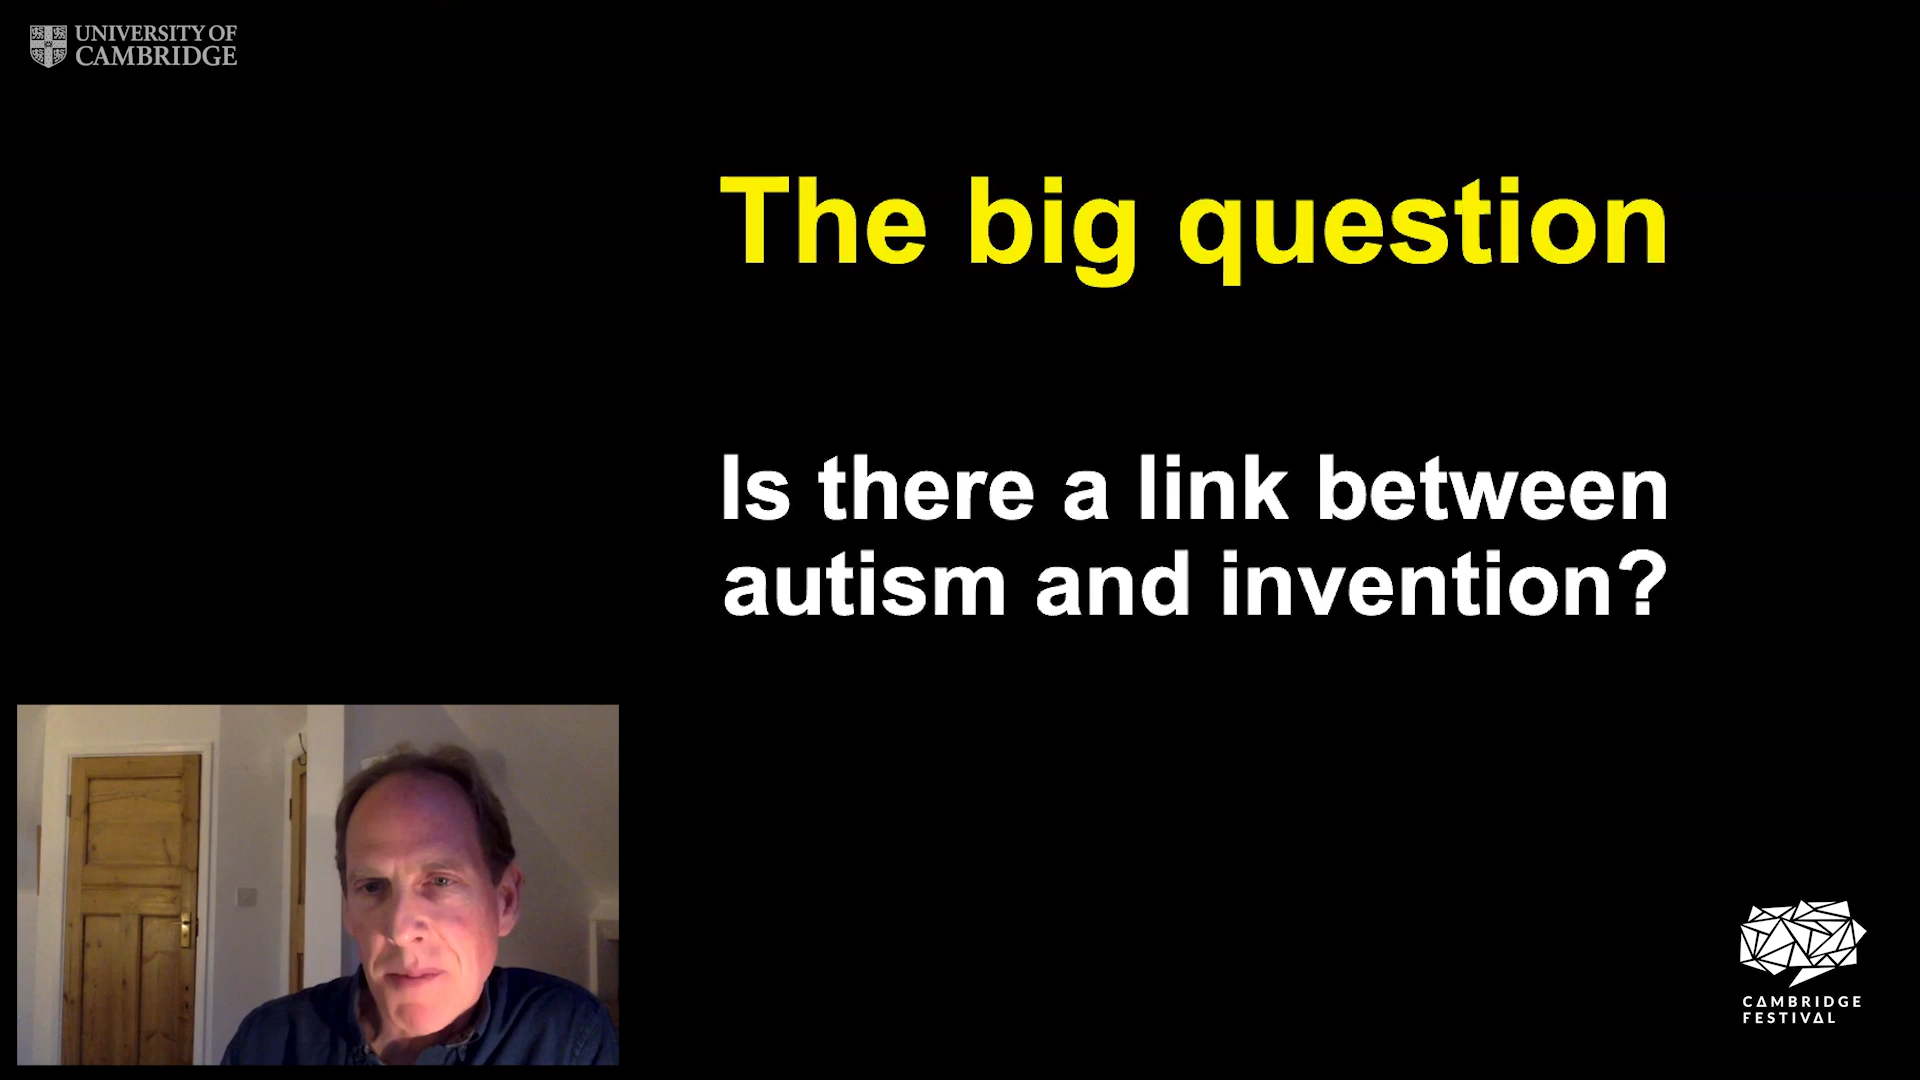 UNIVERSITY OF
CAMBRIDGE
The big question
Is there a link between
autism and invention?
CAMBRIDGE
FESTIVAL